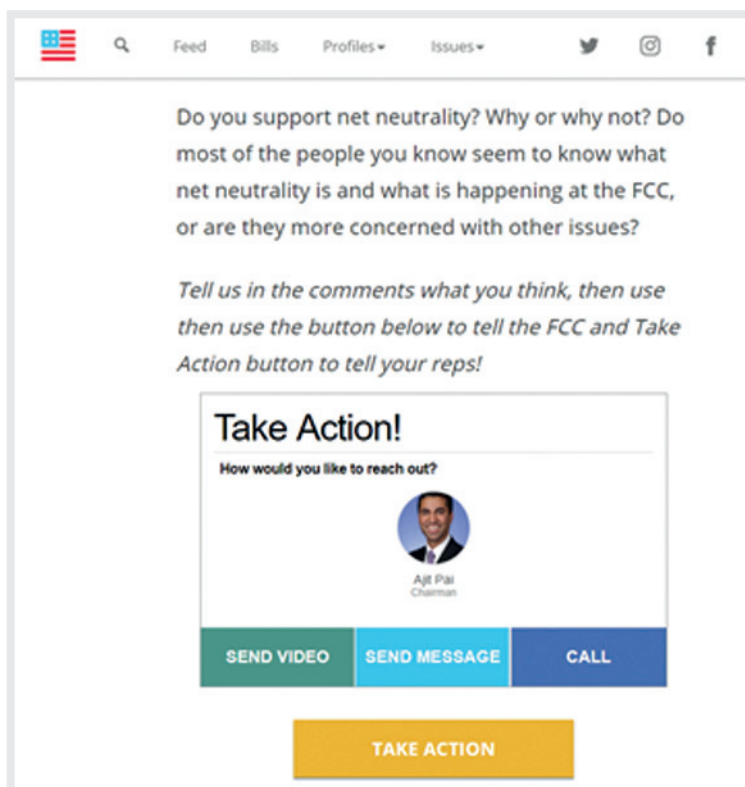 Feed Bills Profiles Issues
Do you support net neutrality? Why or why not? Do
most of the people you know seem to know what
net neutrality is and what is happening at the FCC,
or are they more concerned with other issues?
Tell us in the comments what you think, then use
then use the button below to tell the FCC and Take
Action button to tell your reps!
Take Action!
How would you like to reach out?
Ajit Pai
Chairman
SEND VIDEO SEND MESSAGE CALL
TAKE ACTION